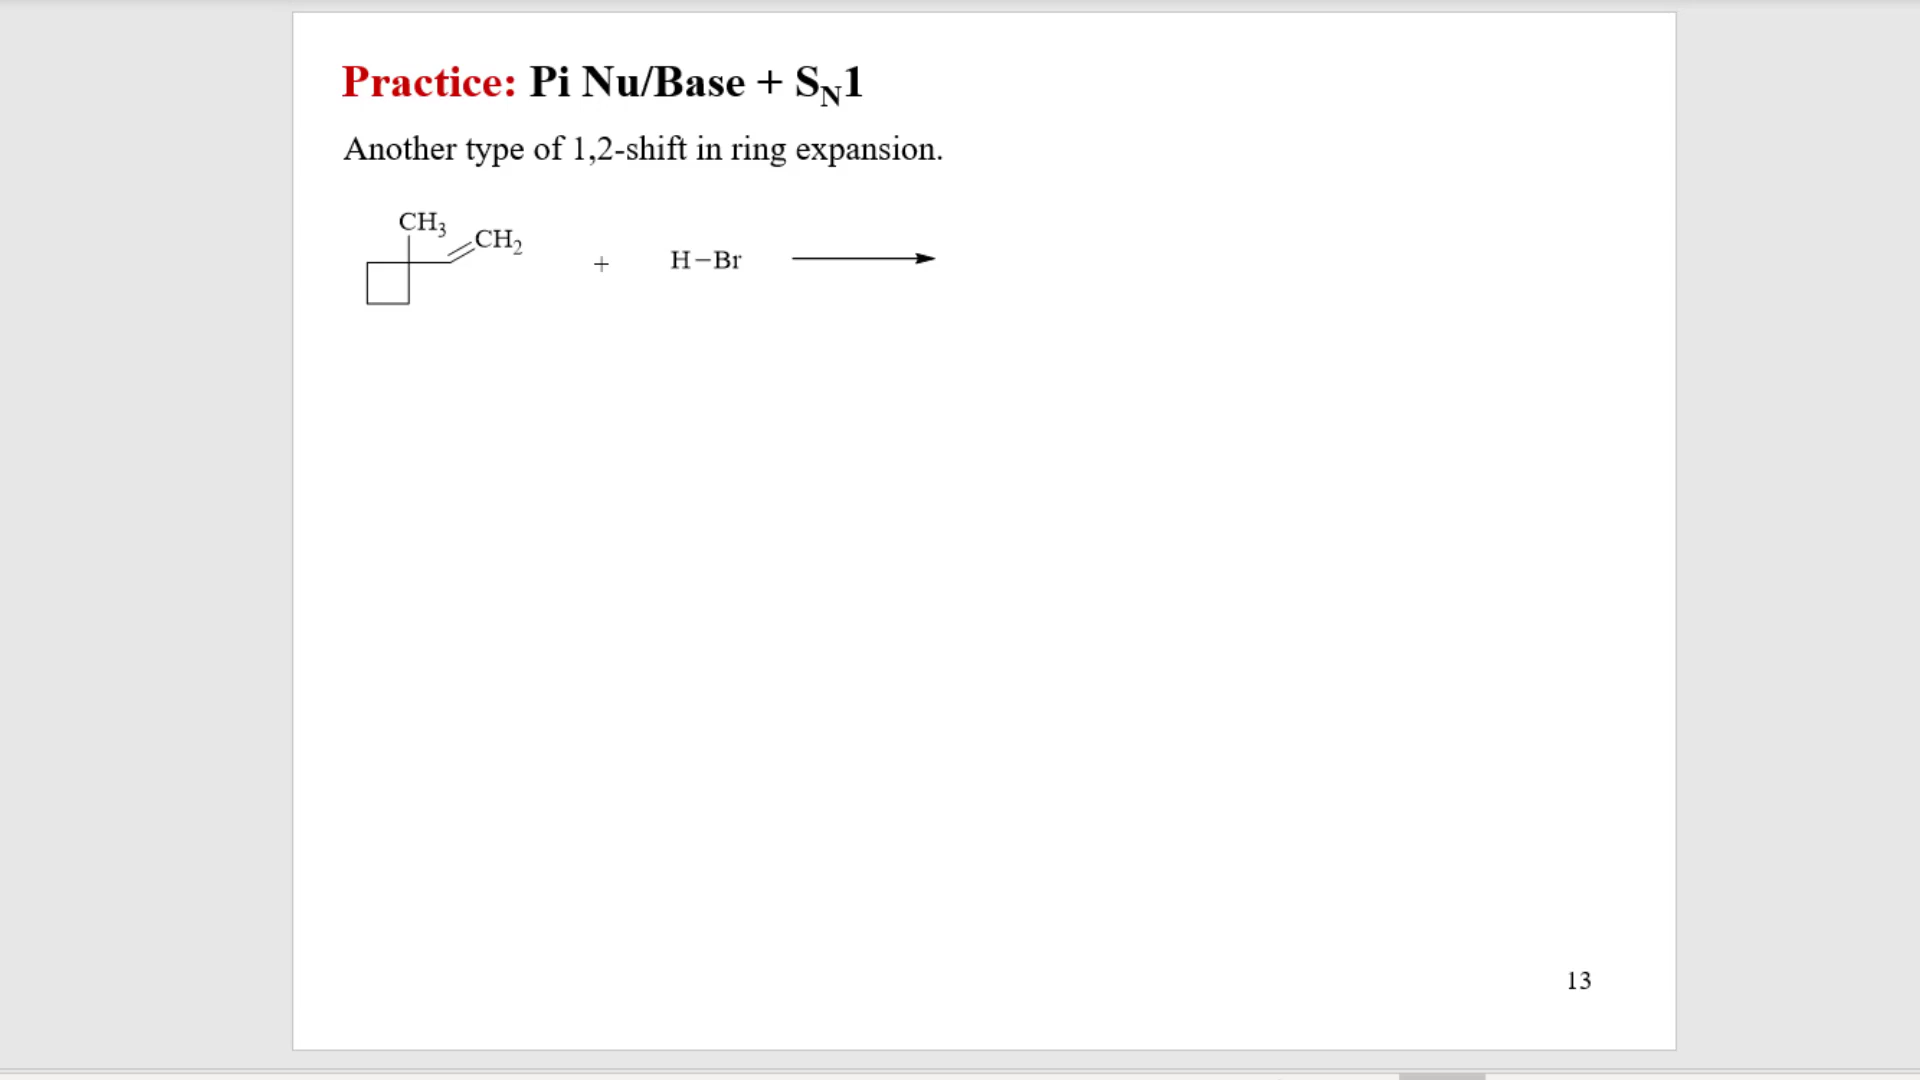 Practice: Pi Nu/Base + SN1
Another type of 1,2-shift in ring expansion.
CH3
CH2
+ H−Br
13